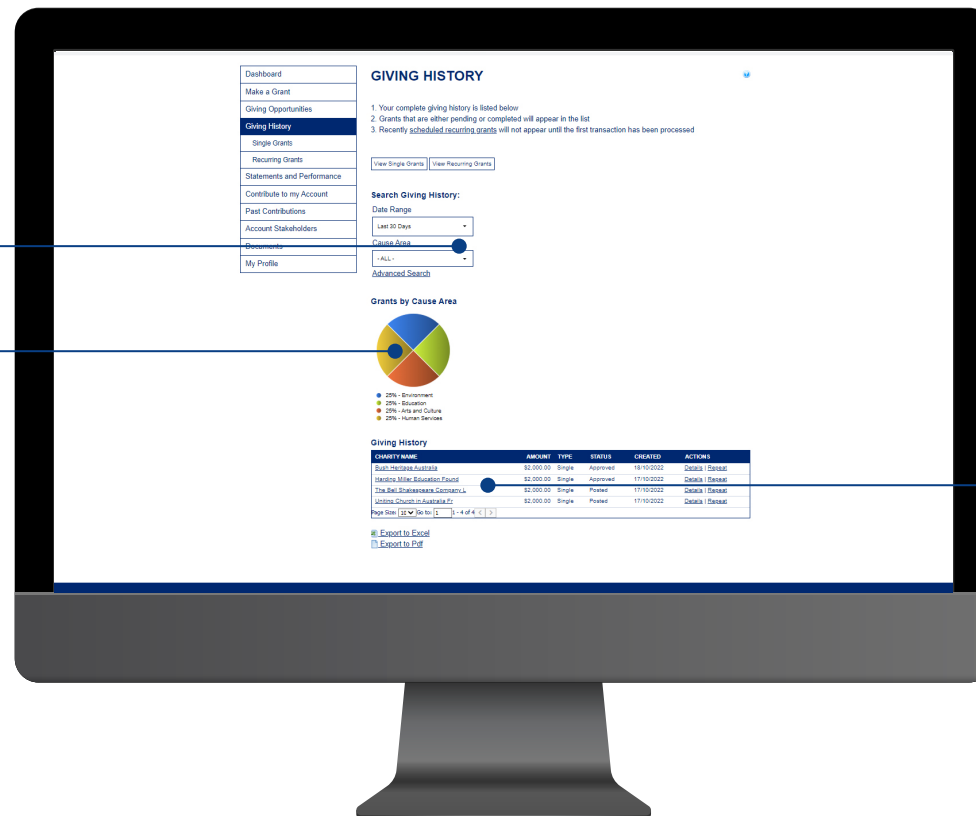 Dashboard
Make a Grant
Giving Opportunities
Giving History
Single Grants
Recurring Grants
Statements and Performance
Contribute to my Account
Past Contributions
Account Stakeholders
Documents
My Profile
GIVING HISTORY
1. Your complete giving history is listed below
2. Grants that are either pending or completed will appear in the list
3. Recently scheduled recurring grants will not appear until the first transaction has been processed
View Single Grants View Recurring Grants
Search Giving History:
Date Range
Last 30 Days
Cause Area
- ALL -
Advanced Search
Grants by Cause Area
25% - Environment
25% - Education
25% - Arts and Culture
25% - Human Services
Giving History
CHARITY NAME AMOUNT TYPE STATUS CREATED ACTIONS
Bush Heritage Australia $2,000.00 Single Approved 18/10/2022 Details | Repeat
Harding Miller Education Found $2,000.00 Single Approved 17/10/2022 Details | Repeat
The Bell Shakespeare Company L $2,000.00 Single Posted 17/10/2022 Details | Repeat
Uniting Church in Australia Fr $2,000.00 Single Posted 17/10/2022 Details | Repeat
Page Size: 10 Go to: 1 1 - 4 of 4 < >
Export to Excel
Export to Pdf